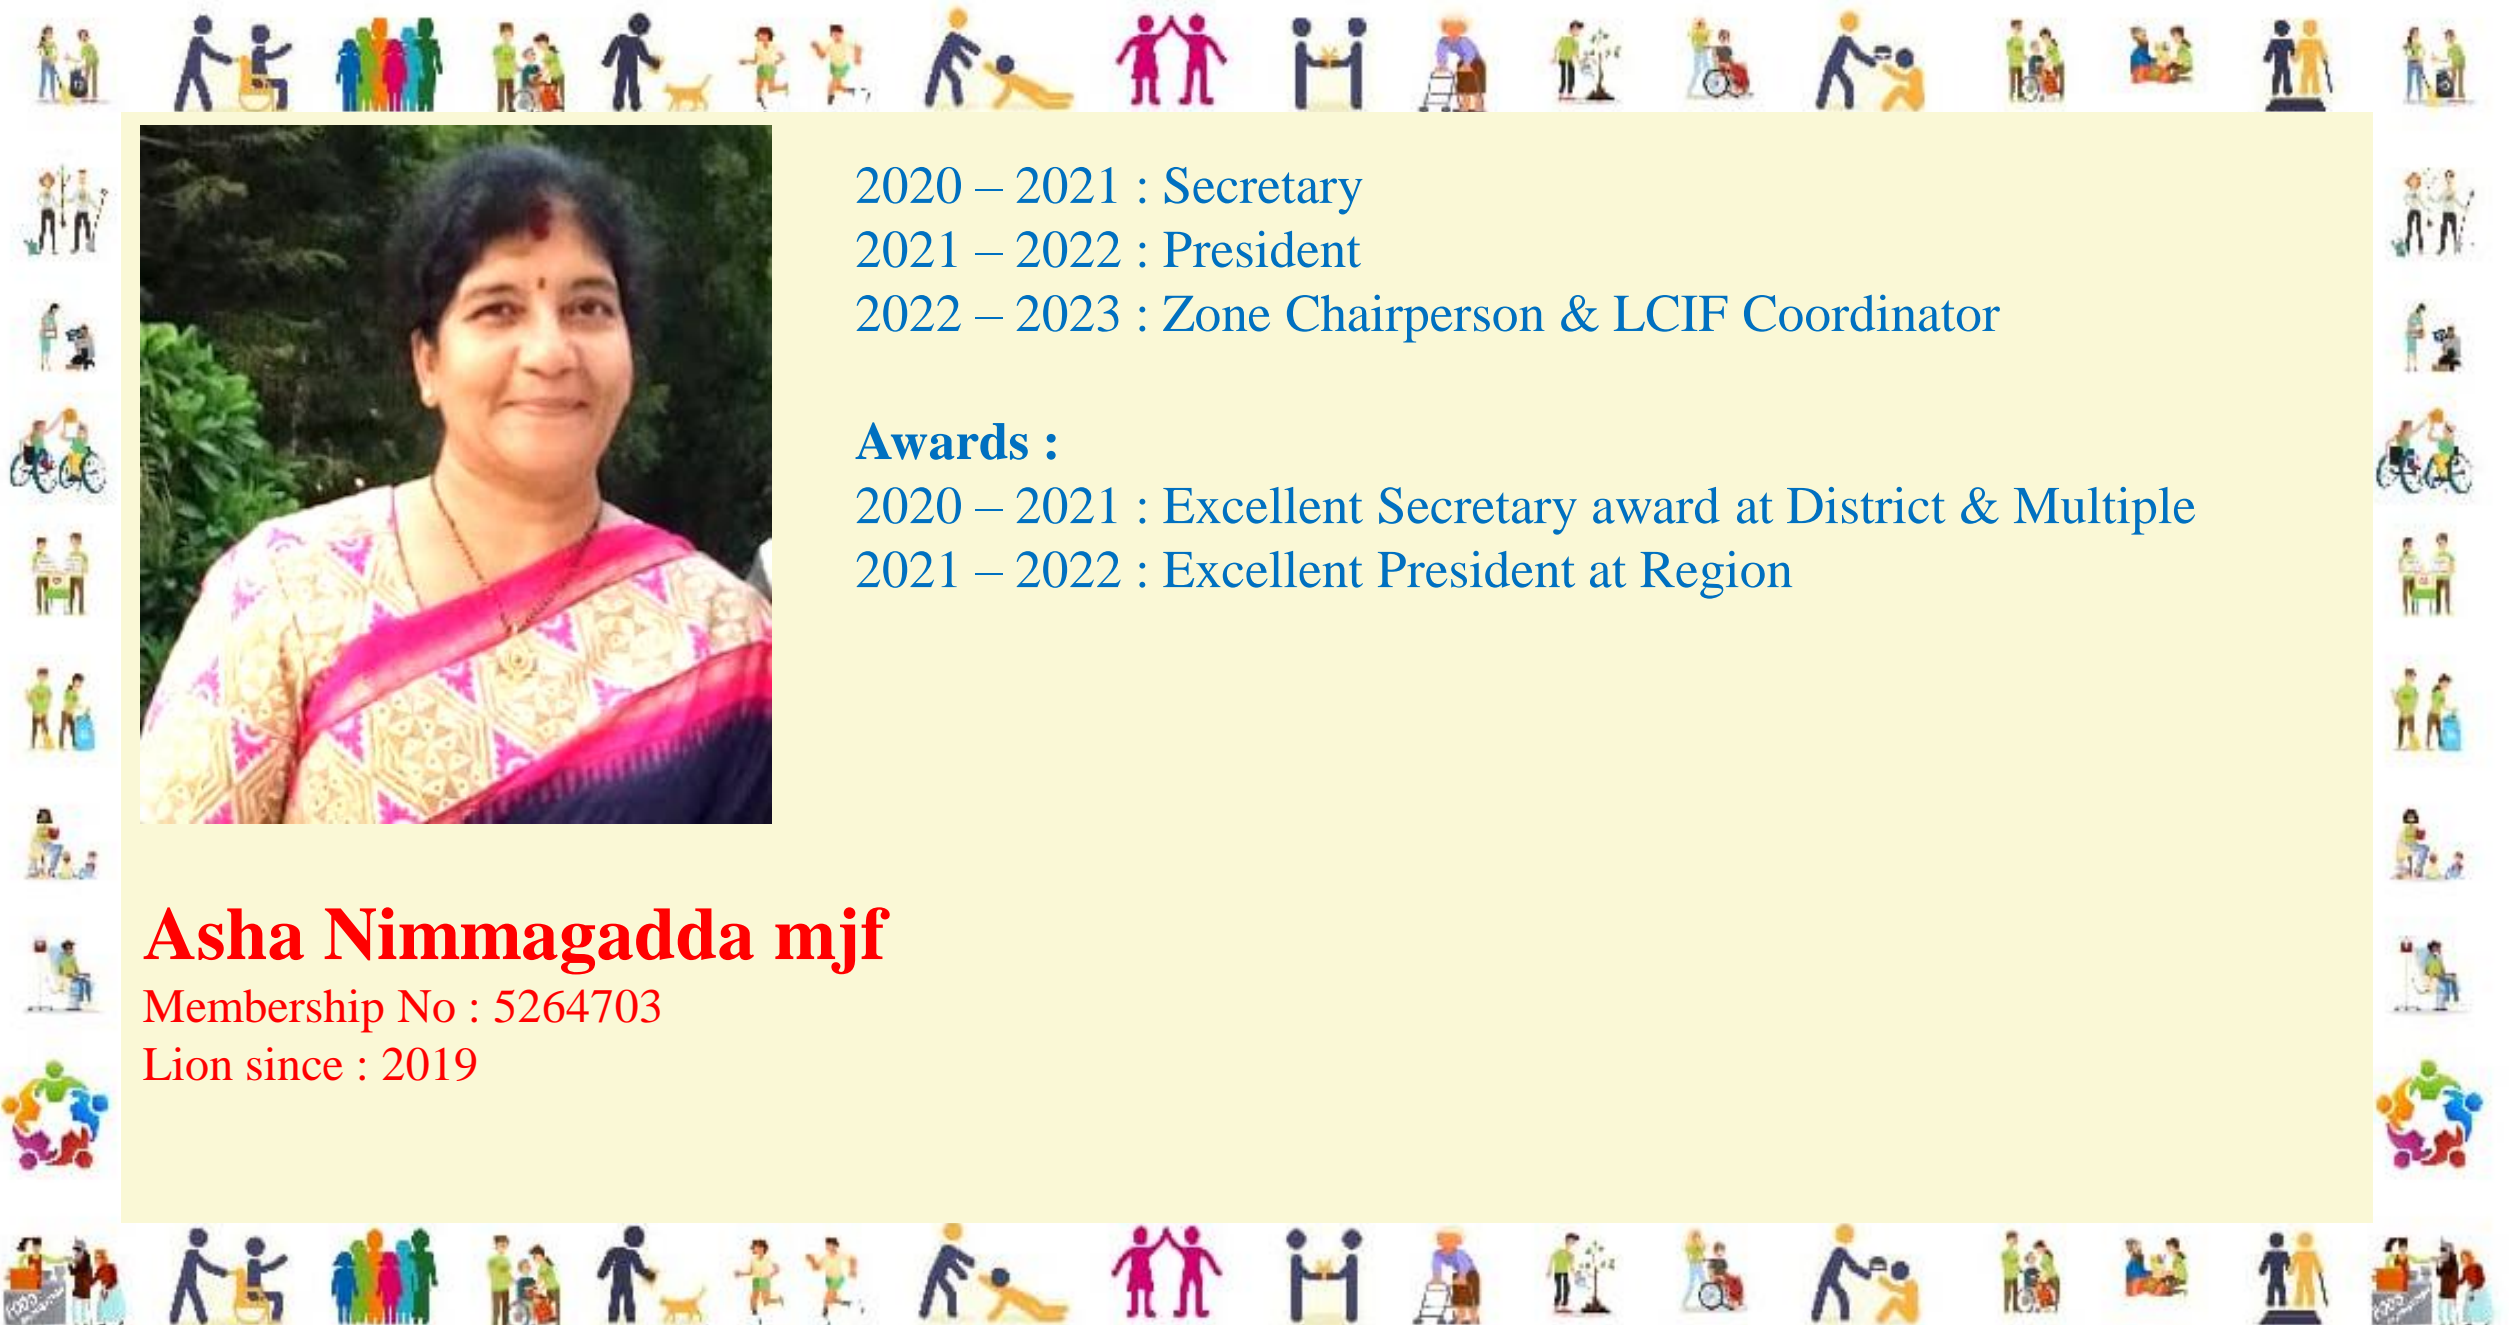 2020 – 2021 : Secretary
2021 – 2022 : President
2022 – 2023 : Zone Chairperson & LCIF Coordinator
Awards :
2020 – 2021 : Excellent Secretary award at District & Multiple
2021 – 2022 : Excellent President at Region
Asha Nimmagadda mjf
Membership No : 5264703
Lion since : 2019